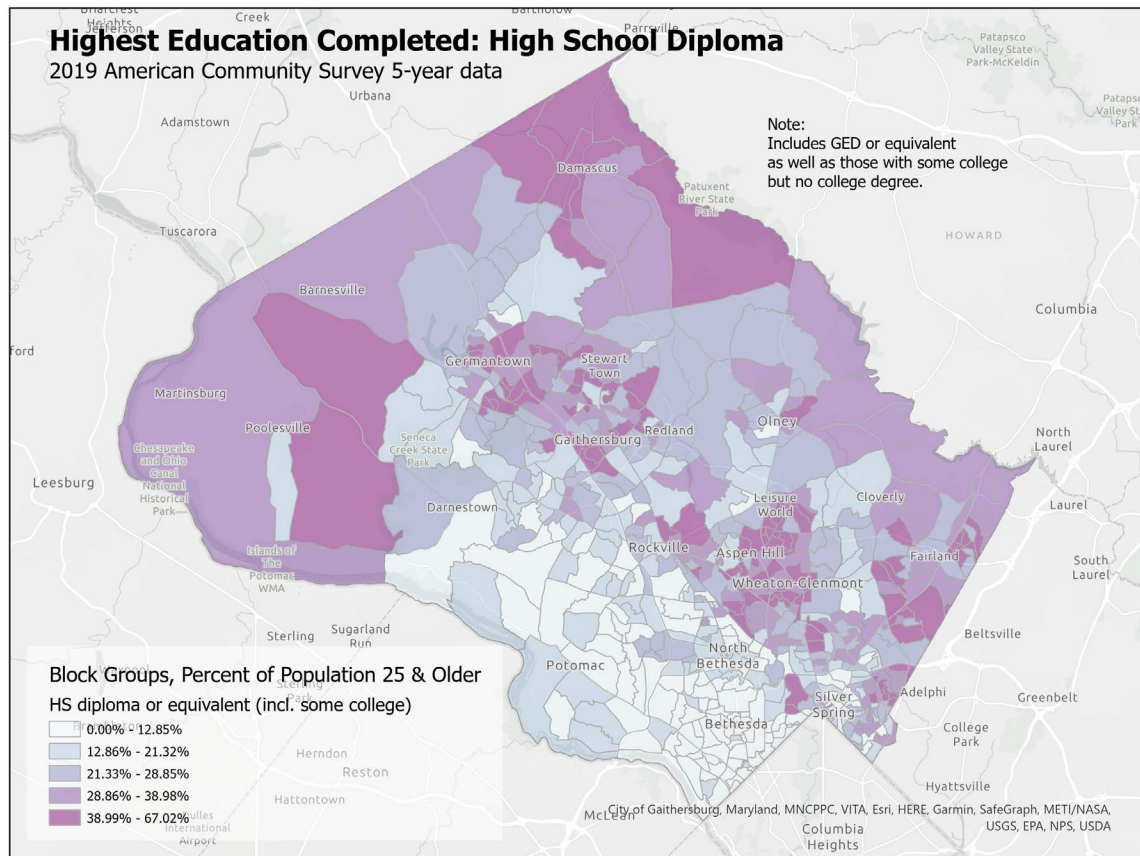 Highest Education Completed: High School Diploma
2019 American Community Survey 5-year data
Note:
Includes GED or equivalent
as well as those with some college
but no college degree.
Creek
Parrsville
Patapsco
Valley State
Park-McKeldin
Urbana
Adamstown
Damascus
Patuxent
River State
Park
Tuscarora
HOWARD
Barnesville
Columbia
Germantown
Stewart
Town
Martinsburg
Poolesville
Olney
Gaithersburg
Redland
Seneca
Creek State
Park
North
Laurel
Chesapeake
and Ohio
Canal
National
Historical
Park
Leesburg
Darnestown
Leisure
World
Cloverly
Laurel
Rockville
Aspen Hill
Fairland
Islands of
The
Potomac
WMA
Wheaton-Glenmont
South
Laurel
Sterling
Sugarland
Run
Beltsville
Potomac
North
Bethesda
Silver
Spring
Adelphi
Greenbelt
Bethesda
College
Park
Hyattsville
Herndon
Reston
Hattontown
International
Airport
McLean
Columbia
Heights
Block Groups, Percent of Population 25 & Older
HS diploma or equivalent (incl. some college)
0.00% - 12.85%
12.86% - 21.32%
21.33% - 28.85%
28.86% - 38.98%
38.99% - 67.02%
City of Gaithersburg, Maryland, MNCPPC, VITA, Esri, HERE, Garmin, SafeGraph, METI/NASA,
USGS, EPA, NPS, USDA